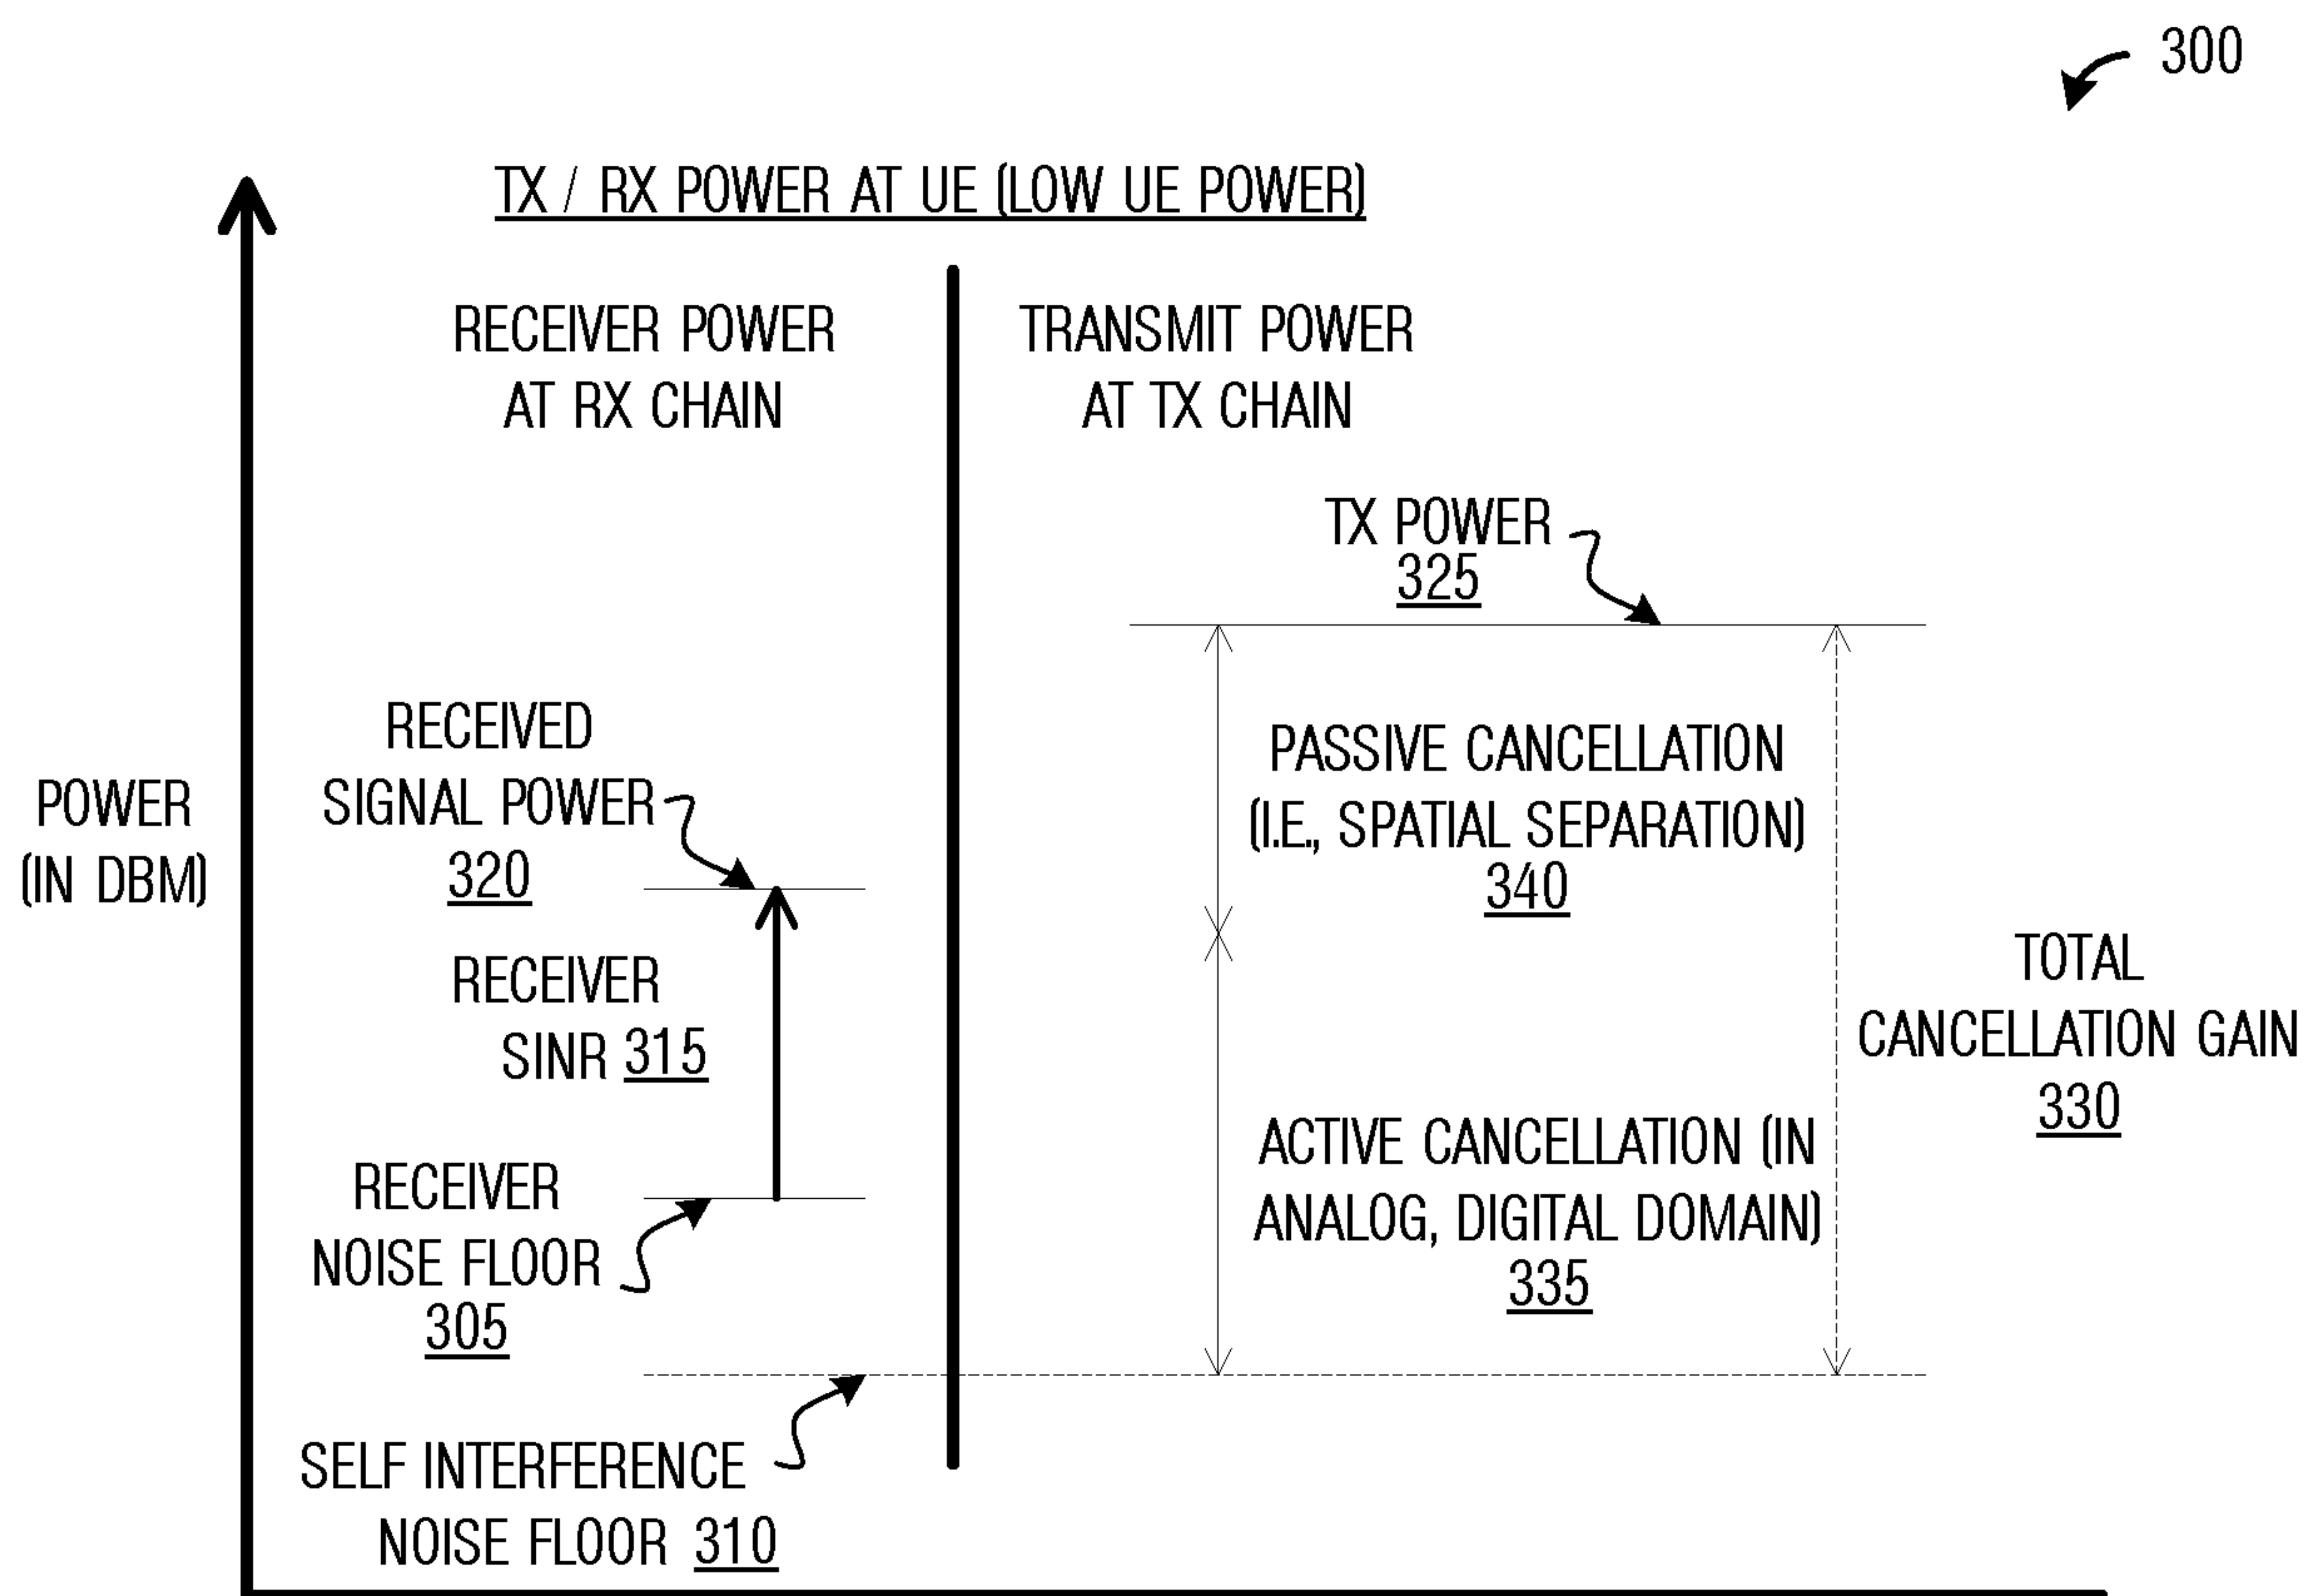 300
TX / RX POWER AT UE (LOW UE POWER)
RECEIVER POWER
AT RX CHAIN
TRANSMIT POWER
AT TX CHAIN
TX POWER
325
RECEIVED
SIGNAL POWER
320
POWER
(IN DBM)
PASSIVE CANCELLATION
(I.E., SPATIAL SEPARATION)
340
RECEIVER
SINR 315
TOTAL
CANCELLATION GAIN
330
RECEIVER
NOISE FLOOR
305
ACTIVE CANCELLATION (IN
ANALOG, DIGITAL DOMAIN)
335
SELF INTERFERENCE
NOISE FLOOR 310